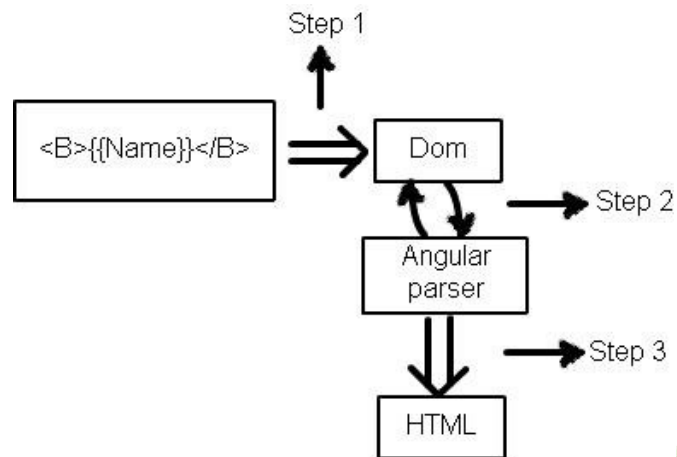 Step 1
<B>{{Name}}</B>
Dom
Step 2
Angular
parser
Step 3
HTML